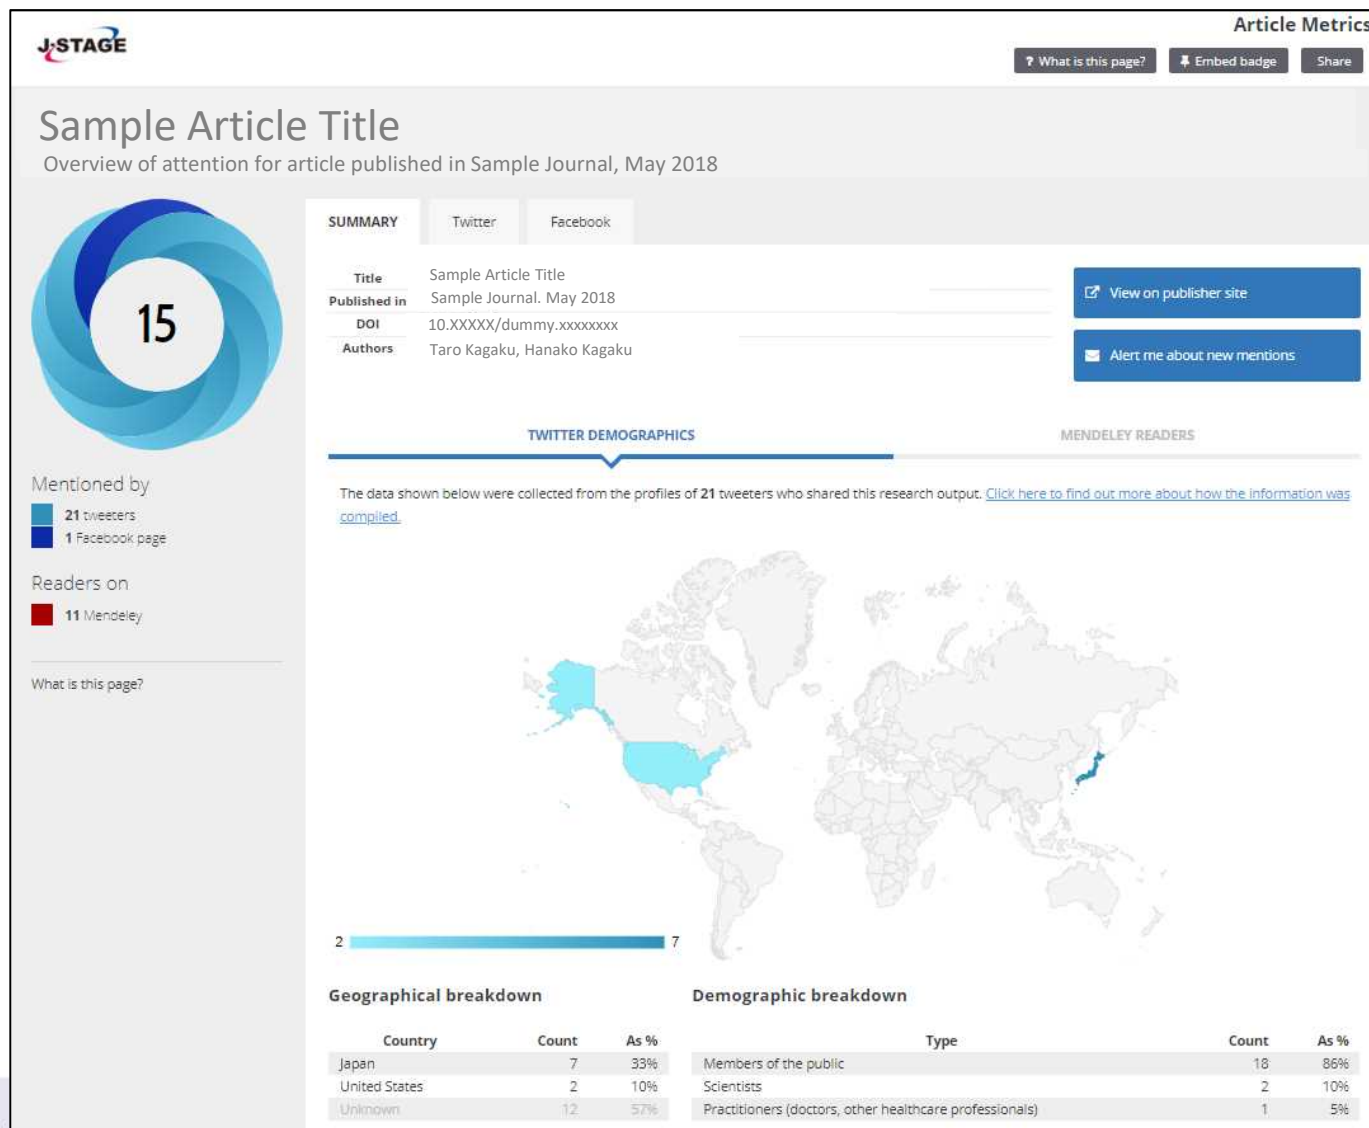 J-STAGE
Article Metrics
? What is this page?
Embed badge
Share
Sample Article Title
Overview of attention for article published in Sample Journal, May 2018
15
SUMMARY
Twitter
Facebook
Title Sample Article Title
Published in Sample Journal. May 2018
DOI 10.XXXXX/dummy.xxxxxxxx
Authors Taro Kagaku, Hanako Kagaku
View on publisher site
Alert me about new mentions
Mentioned by
21 tweeters
1 Facebook page
Readers on
11 Mendeley
What is this page?
TWITTER DEMOGRAPHICS
MENDELEY READERS
The data shown below were collected from the profiles of 21 tweeters who shared this research output. Click here to find out more about how the information was
compiled.
2 7
Geographical breakdown
Country Count As %
Japan 7 33%
United States 2 10%
Unknown 12 57%
Demographic breakdown
Type Count As %
Members of the public 18 86%
Scientists 2 10%
Practitioners (doctors, other healthcare professionals) 1 5%